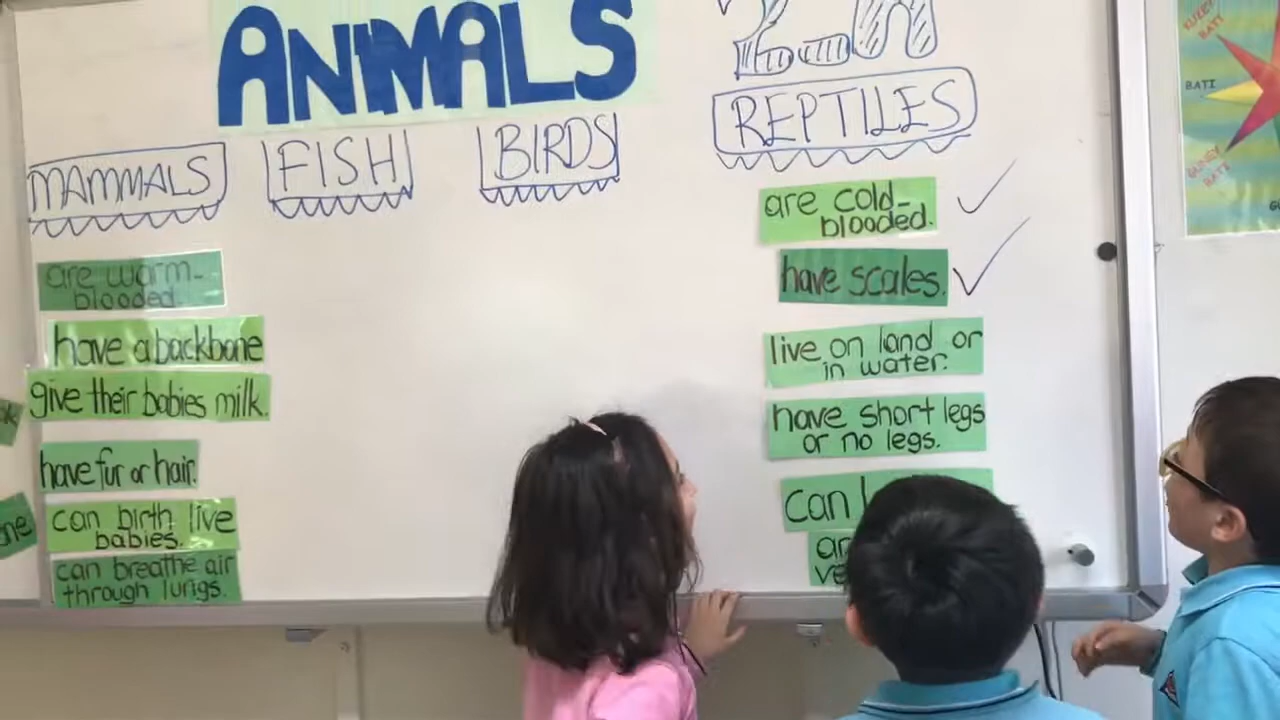 ANIMALS
MAMMALS
FISH
BIRDS
REPTILES
are warm-
blooded.
have a backbone
give their babies milk.
have fur or hair.
can birth live
babies.
can breathe air
through lungs.
are cold-
blooded.
have scales.
live on land or
in water.
have short legs
or no legs.
can
BATI
GÜNEY
BATI